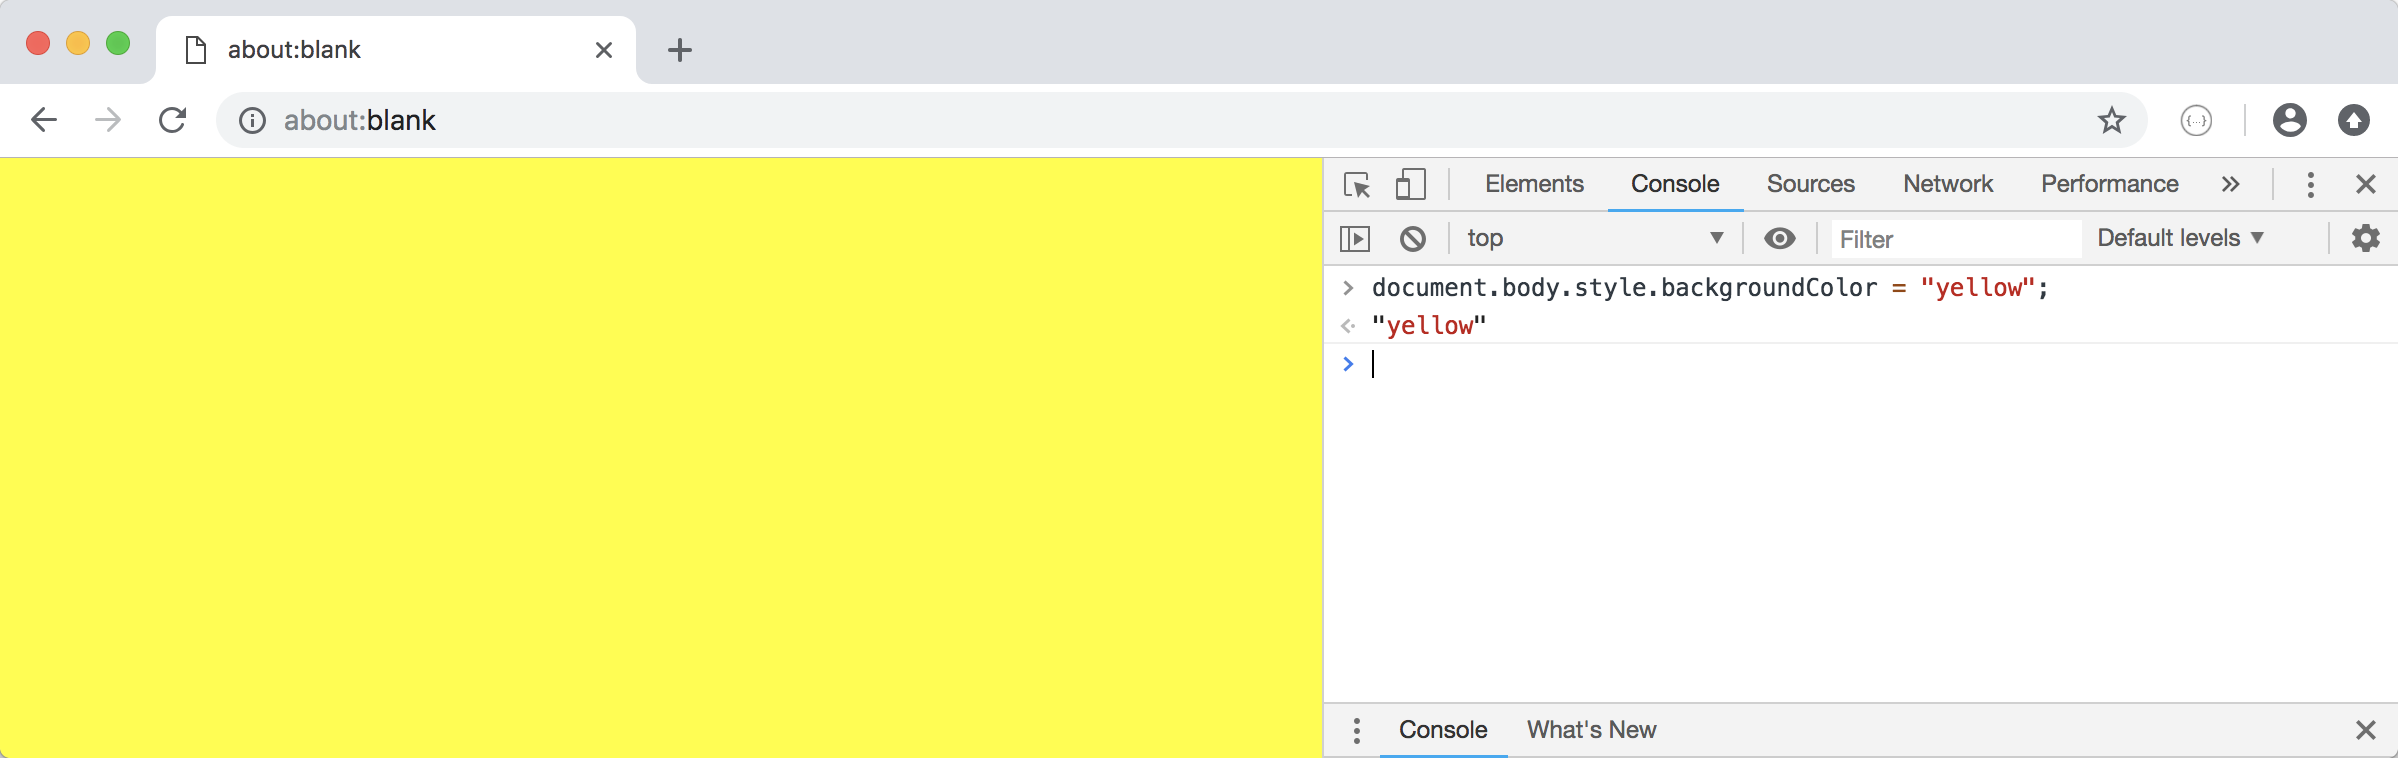 about:blank
about:blank
Elements Console Sources Network Performance
top Filter Default levels
document.body.style.backgroundColor = "yellow";
"yellow"
Console What's New